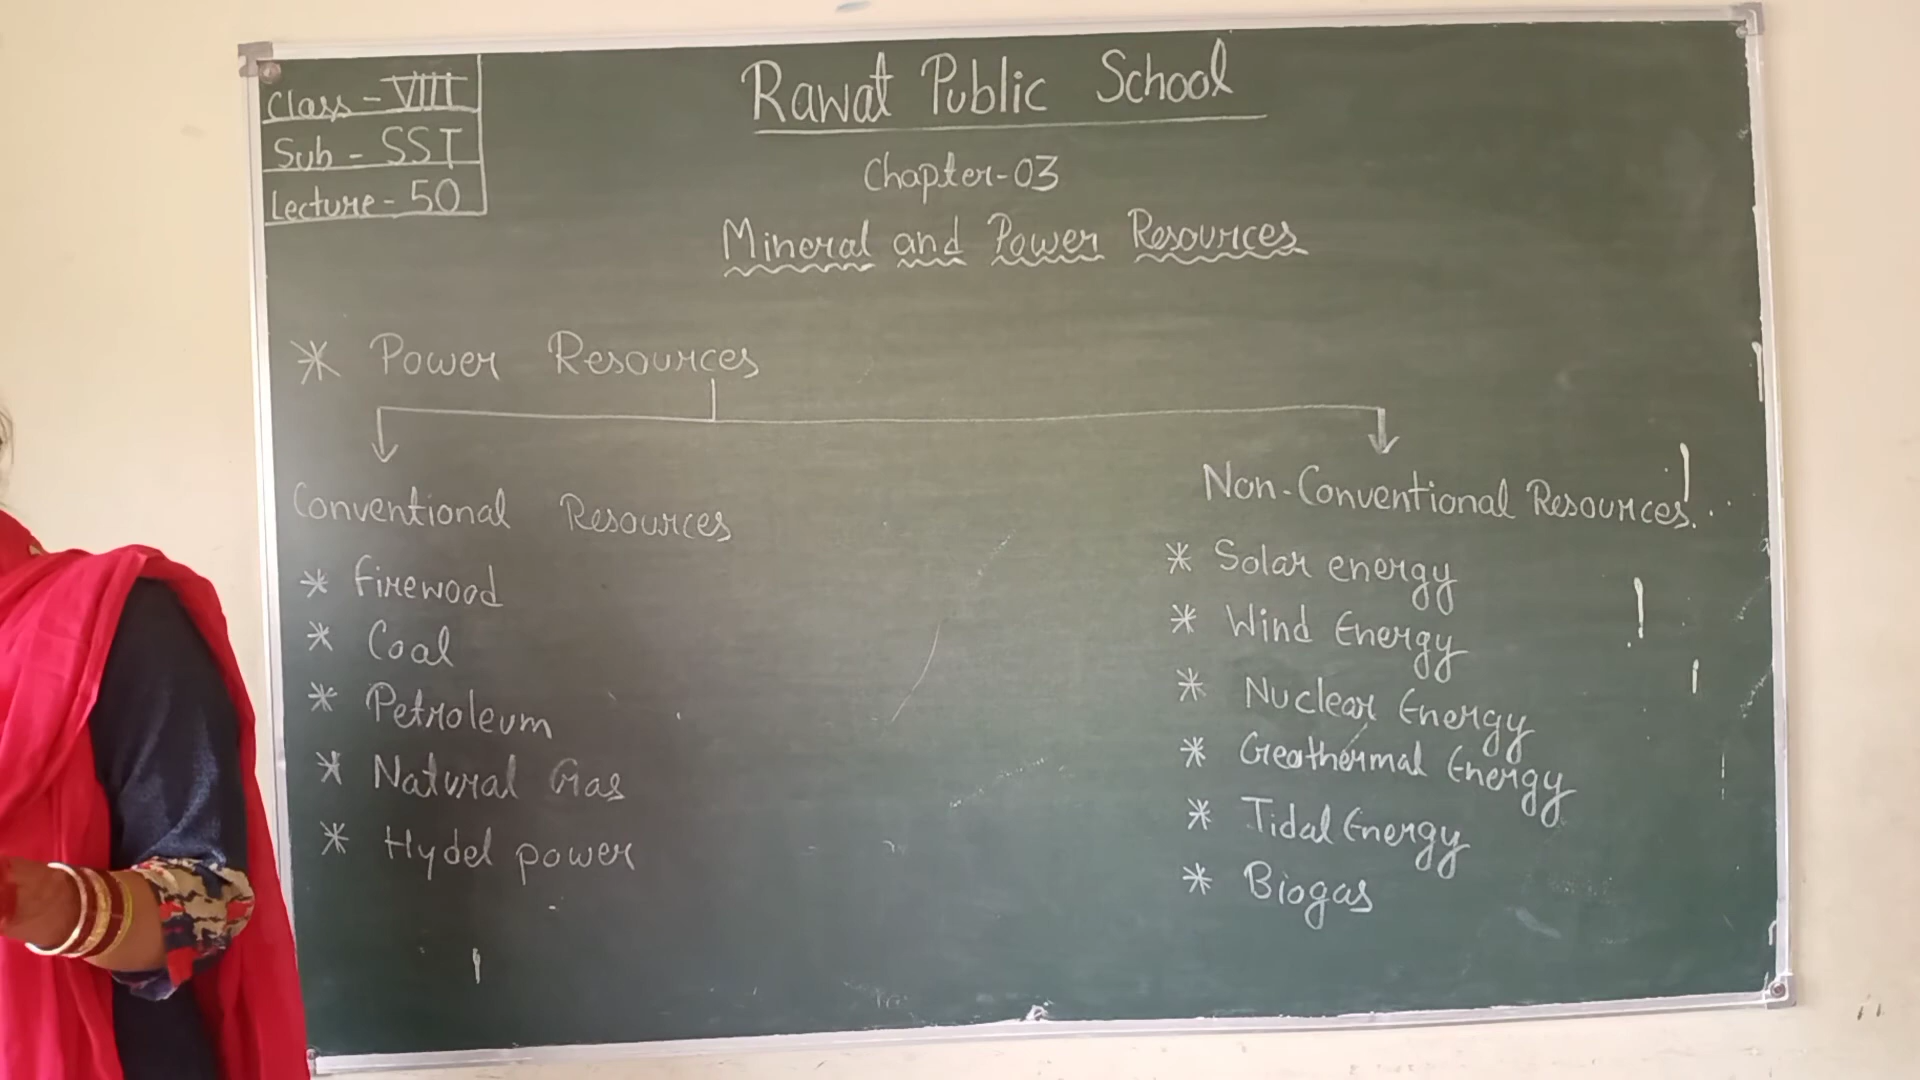 Class - VIII
Sub - SST
Lecture - 50
Rawat Public School
Chapter-03
Mineral and Power Resources
* Power Resources
Conventional Resources
* Firewood
* Coal
* Petroleum
* Natural Gas
* Hydel power
Non-Conventional Resources.
* Solar energy
* Wind Energy
* Nuclear Energy
* Geothermal Energy
* Tidal Energy
* Biogas